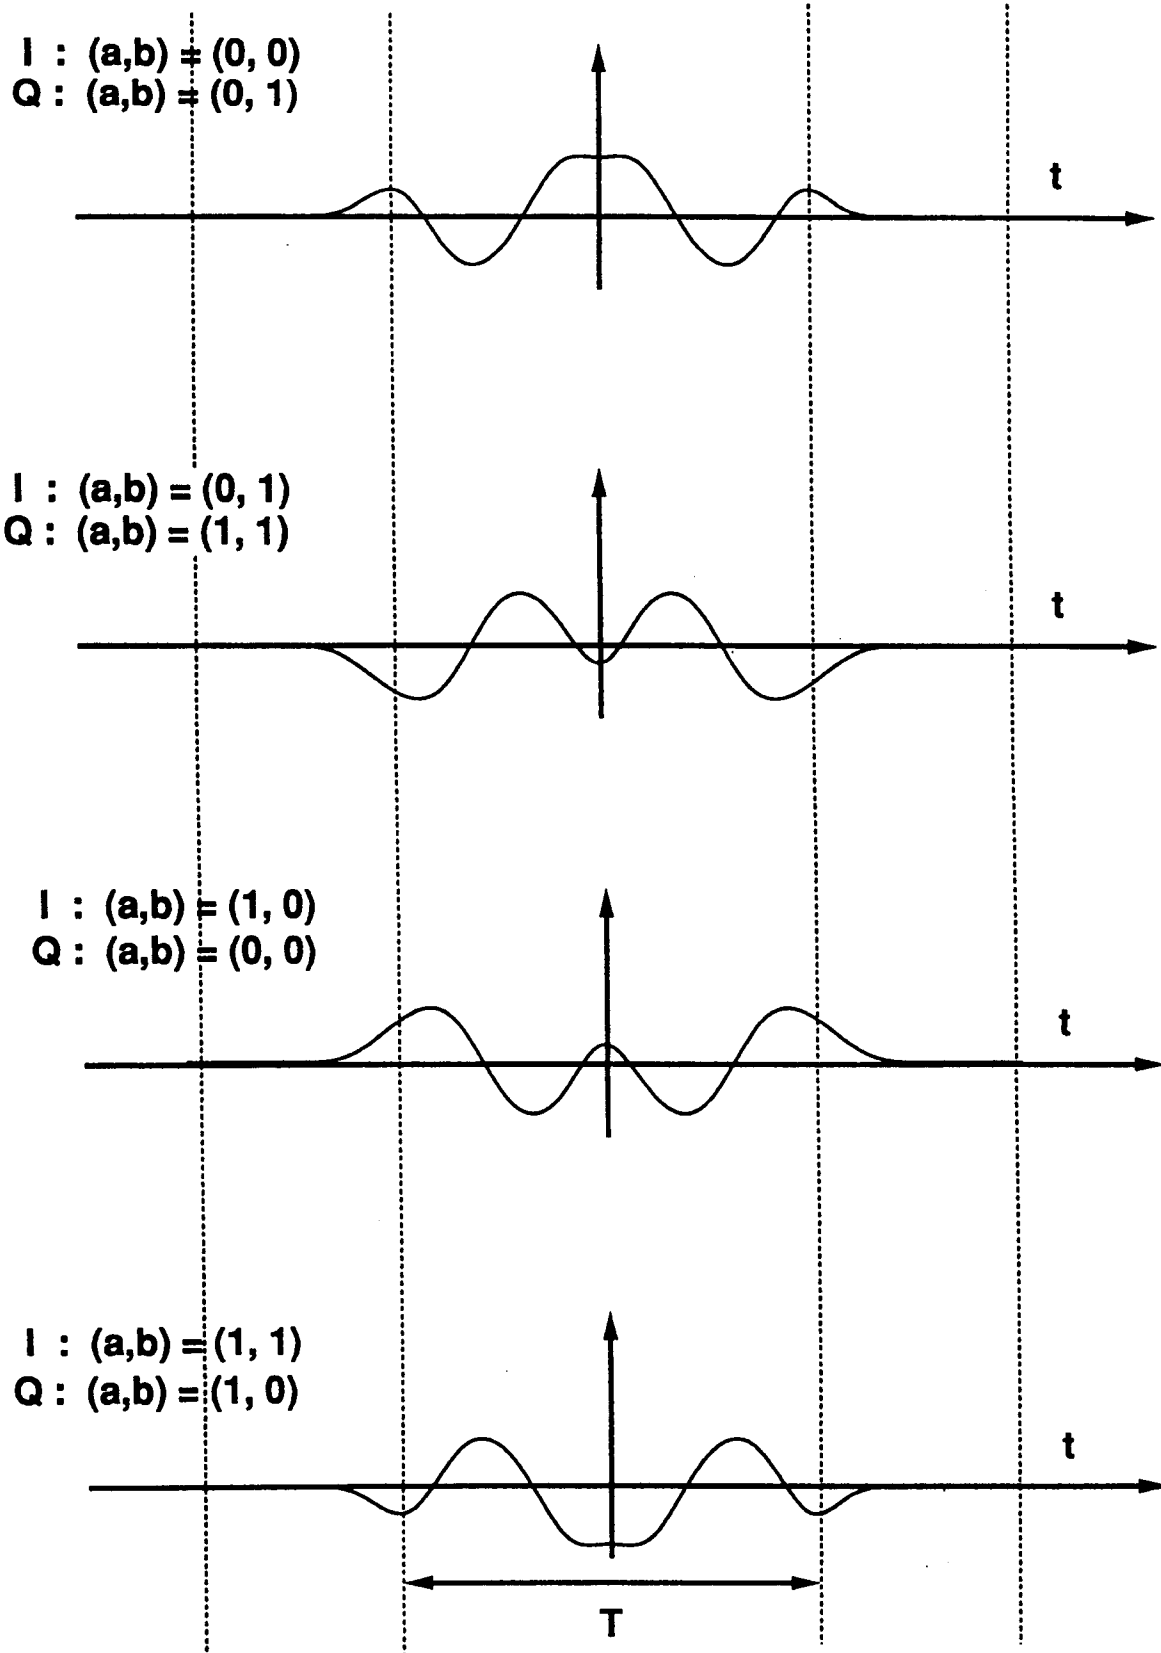 I : (a,b) = (0, 0)
Q : (a,b) = (0, 1)
t
I : (a,b) = (0, 1)
Q : (a,b) = (1, 1)
t
I : (a,b) = (1, 0)
Q : (a,b) = (0, 0)
t
I : (a,b) = (1, 1)
Q : (a,b) = (1, 0)
t
T